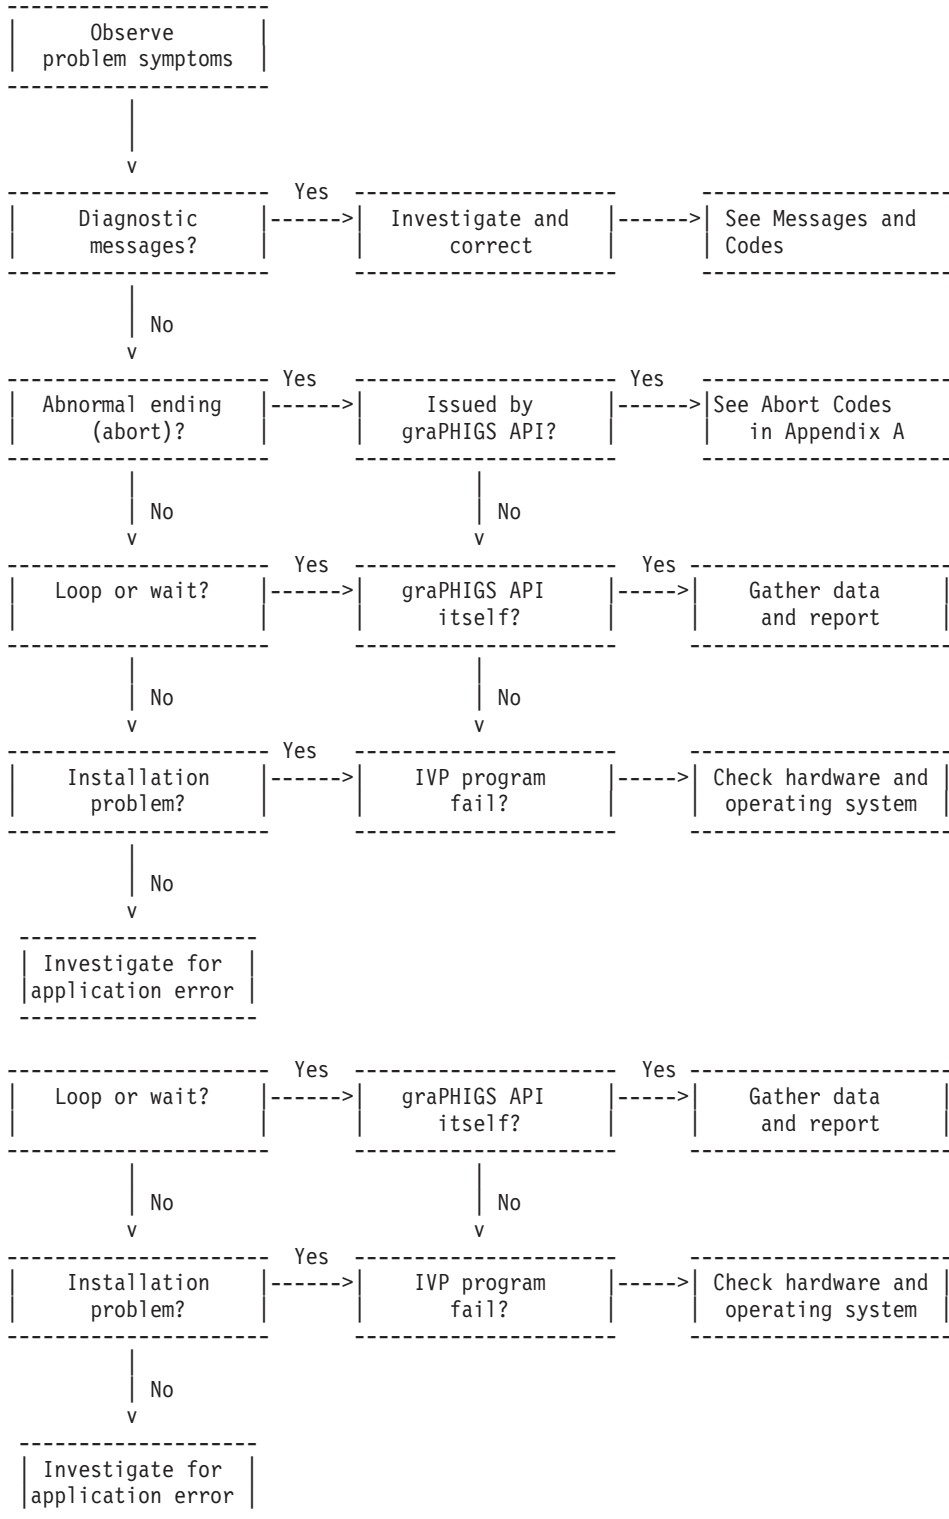 Observe
problem symptoms
Yes
Diagnostic messages?
Investigate and correct
See Messages and Codes
No
Yes
Yes
Abnormal ending (abort)?
Issued by graPHIGS API?
See Abort Codes in Appendix A
No
No
Yes
Yes
Loop or wait?
graPHIGS API itself?
Gather data and report
No
No
Yes
Installation problem?
IVP program fail?
Check hardware and operating system
No
Investigate for
application error
Yes
Yes
Loop or wait?
graPHIGS API itself?
Gather data and report
No
No
Yes
Installation problem?
IVP program fail?
Check hardware and operating system
No
Investigate for
application error